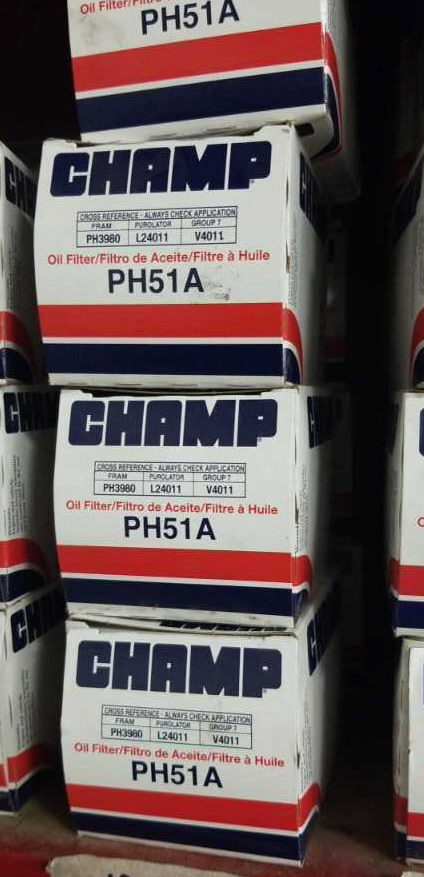 Oil Filter/Filtro
PH51A
CHAMP
CROSS REFERENCE - ALWAYS CHECK APPLICATION
FRAM PUROLATOR GROUP 7
PH3980 L24011 V4011
Oil Filter/Filtro de Aceite/Filtre à Huile
PH51A
CHAMP
CROSS REFERENCE - ALWAYS CHECK APPLICATION
FRAM PUROLATOR GROUP 7
PH3980 L24011 V4011
Oil Filter/Filtro de Aceite/Filtre à Huile
PH51A
CHAMP
CROSS REFERENCE - ALWAYS CHECK APPLICATION
FRAM PUROLATOR GROUP 7
PH3980 L24011 V4011
Oil Filter/Filtro de Aceite/Filtre à Huile
PH51A